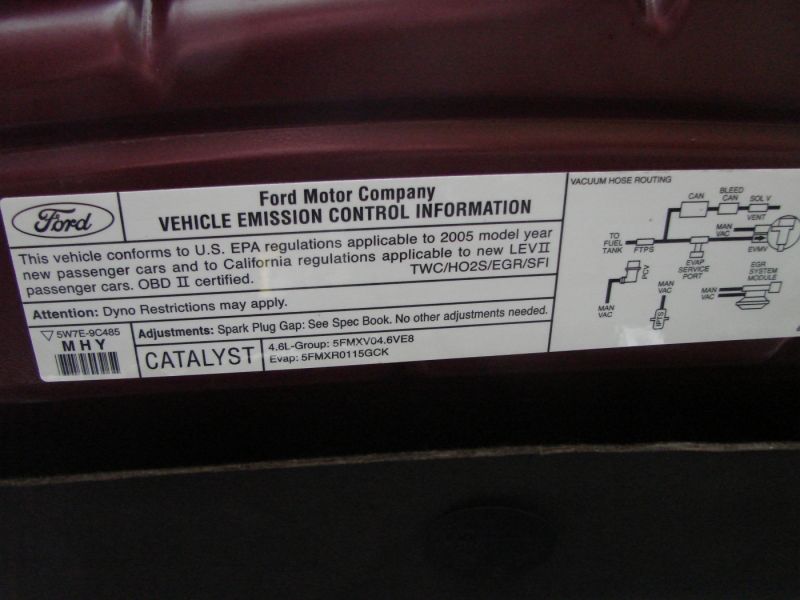 Ford
Ford Motor Company
VEHICLE EMISSION CONTROL INFORMATION
This vehicle conforms to U.S. EPA regulations applicable to 2005 model year
new passenger cars and to California regulations applicable to new LEV II
passenger cars. OBD II certified.
TWC/HO2S/EGR/SFI
Attention: Dyno Restrictions may apply.
5W7E-9C485
MHY
Adjustments: Spark Plug Gap: See Spec Book. No other adjustments needed.
CATALYST
4.6L-Group: 5FMXV04.6VE8
Evap: 5FMXR0115GCK
VACUUM HOSE ROUTING
CAN
BLEED
CAN
SOL V
VENT
TO
FUEL
TANK
FTPS
MAN
VAC
EVMV
EVAP
SERVICE
PORT
MAN
VAC
MAN
VAC
EGR
SYSTEM
MODULE
MAN
VAC